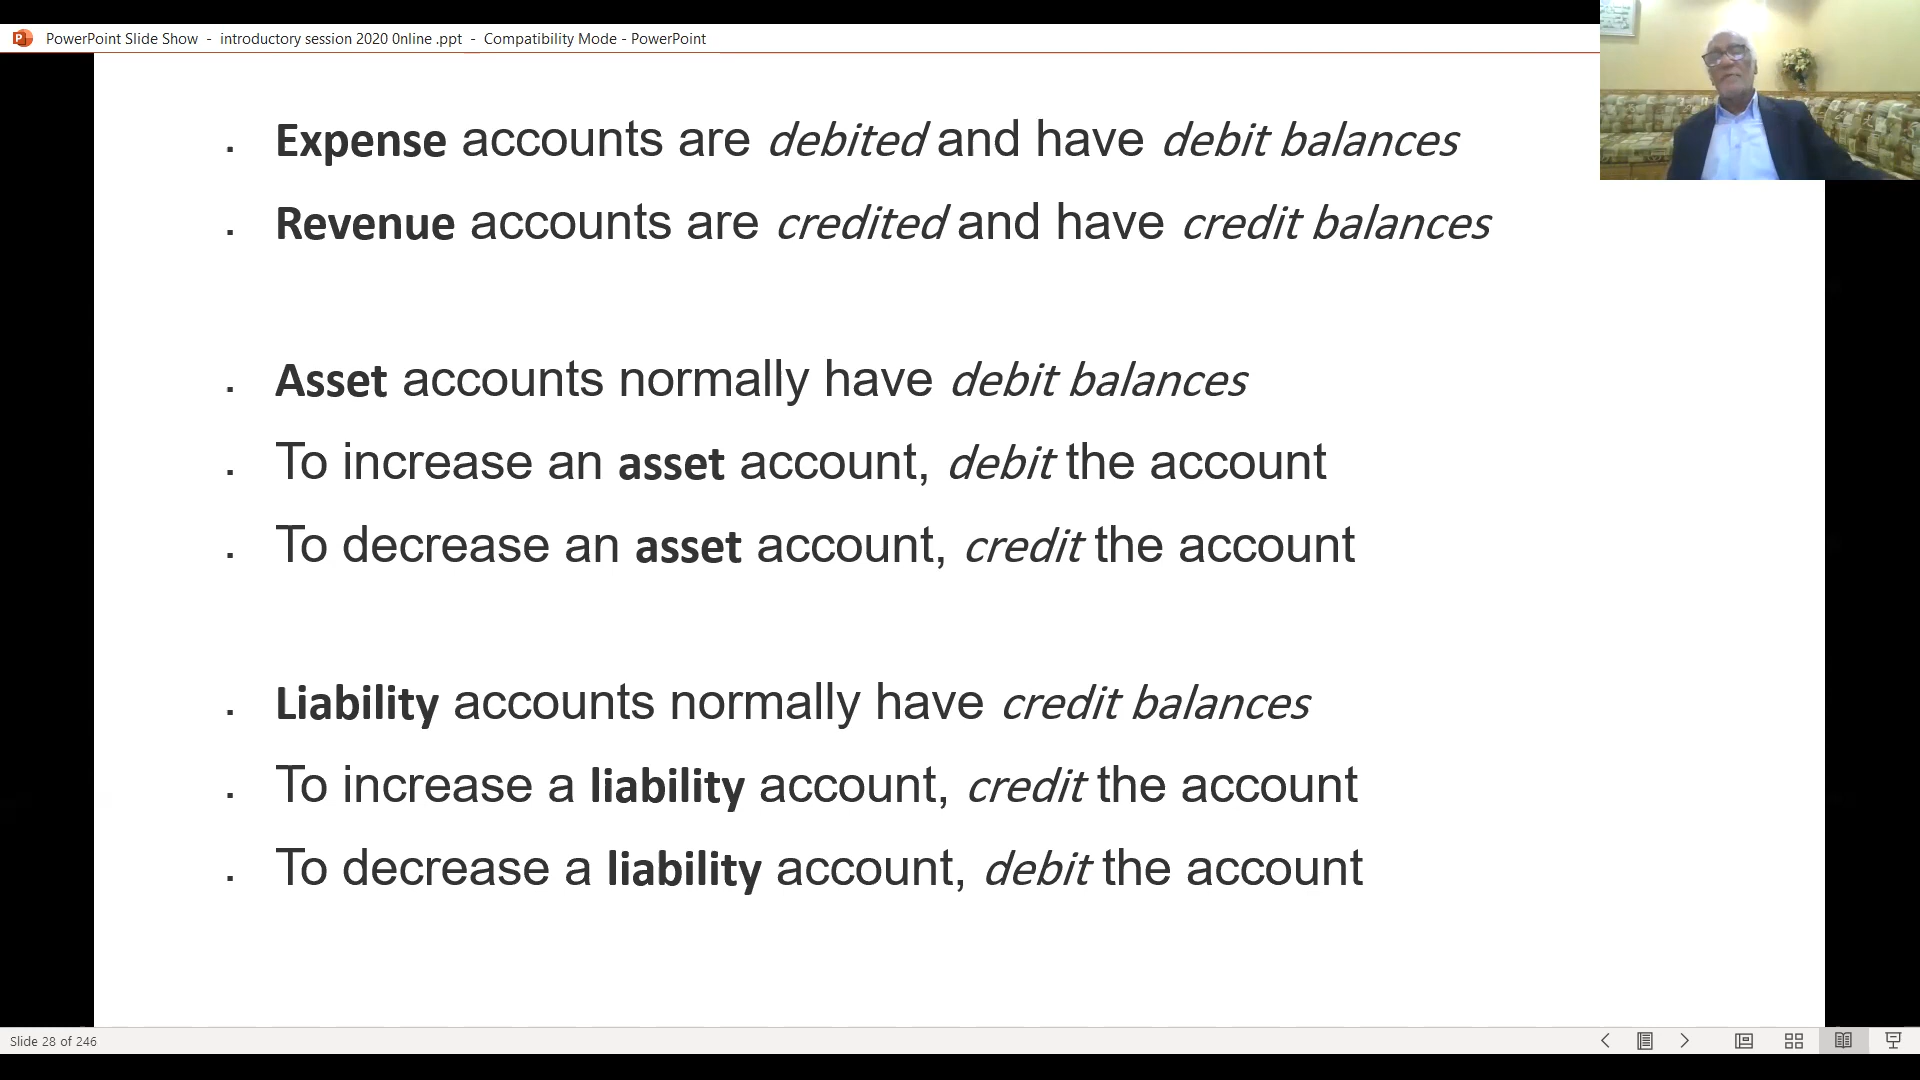 PowerPoint Slide Show - introductory session 2020 0nline .ppt - Compatibility Mode - PowerPoint
Expense accounts are debited and have debit balances
Revenue accounts are credited and have credit balances
Asset accounts normally have debit balances
To increase an asset account, debit the account
To decrease an asset account, credit the account
Liability accounts normally have credit balances
To increase a liability account, credit the account
To decrease a liability account, debit the account
Slide 28 of 246